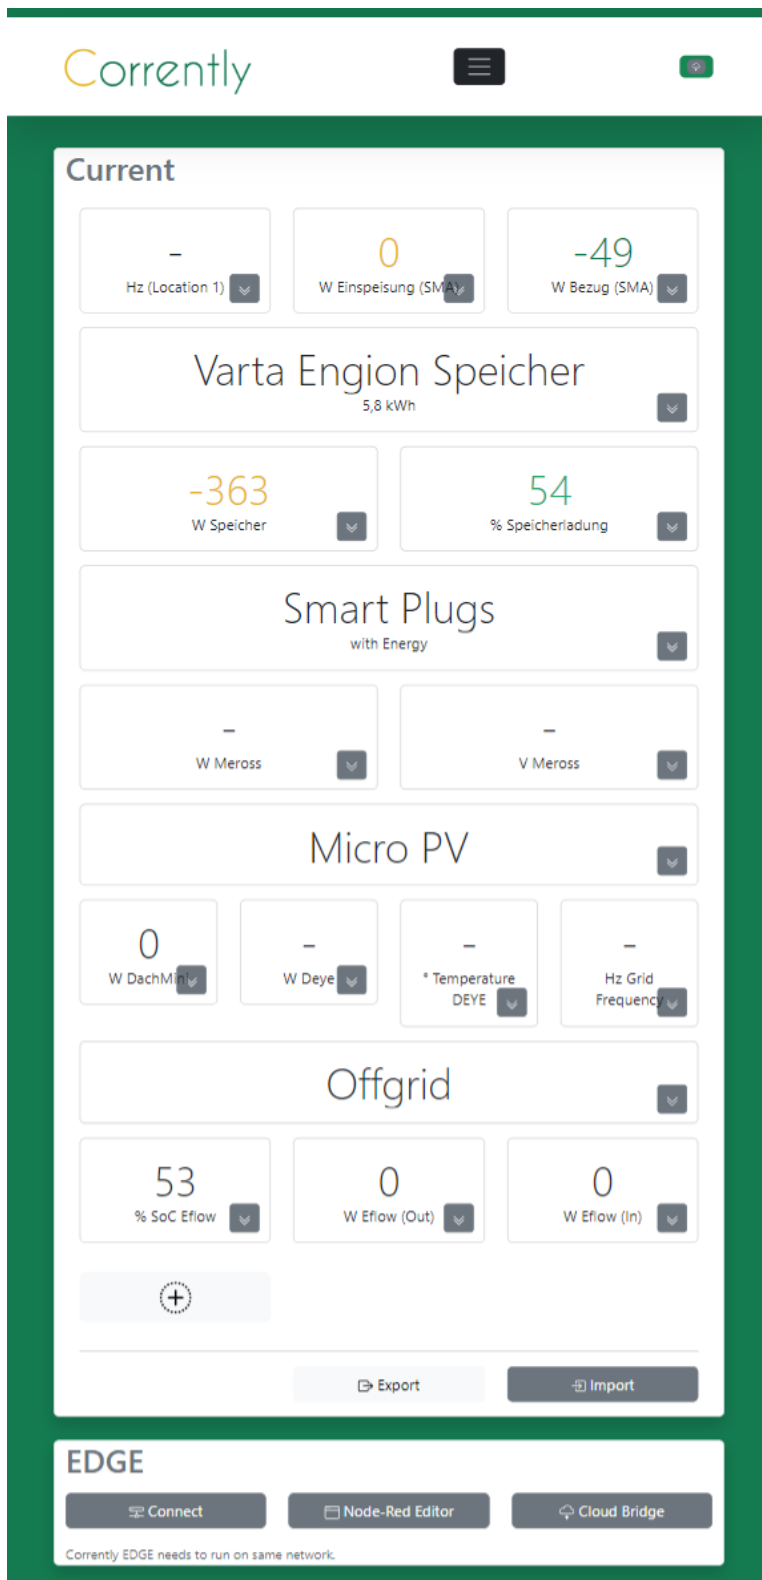 Corrently
Current
-
Hz (Location 1)
0
W Einspeisung (SMA)
-49
W Bezug (SMA)
Varta Engion Speicher
5,8 kWh
-363
W Speicher
54
% Speicherladung
Smart Plugs
with Energy
-
W Meross
-
V Meross
Micro PV
0
W DachMini
-
W Deye
-
° Temperature
DEYE
-
Hz Grid
Frequency
Offgrid
53
% SoC Eflow
0
W Eflow (Out)
0
W Eflow (In)
Export
Import
EDGE
Connect
Node-Red Editor
Cloud Bridge
Corrently EDGE needs to run on same network.